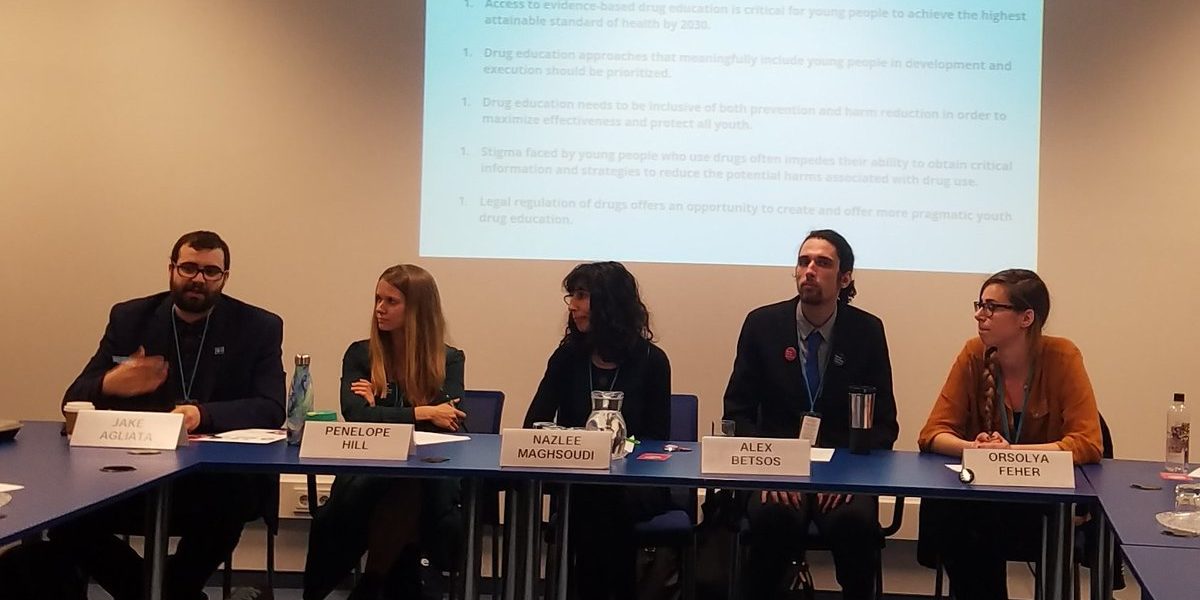 1. Access to evidence-based drug education is critical for young people to achieve the highest
attainable standard of health by 2030.
1. Drug education approaches that meaningfully include young people in development and
execution should be prioritized.
1. Drug education needs to be inclusive of both prevention and harm reduction in order to
maximize effectiveness and protect all youth.
1. Stigma faced by young people who use drugs often impedes their ability to obtain critical
information and strategies to reduce the potential harms associated with drug use.
1. Legal regulation of drugs offers an opportunity to create and offer more pragmatic youth
drug education.
JAKE
AGLIATA
PENELOPE
HILL
NAZLEE
MAGHSOUDI
ALEX
BETSOS
ORSOLYA
FEHER